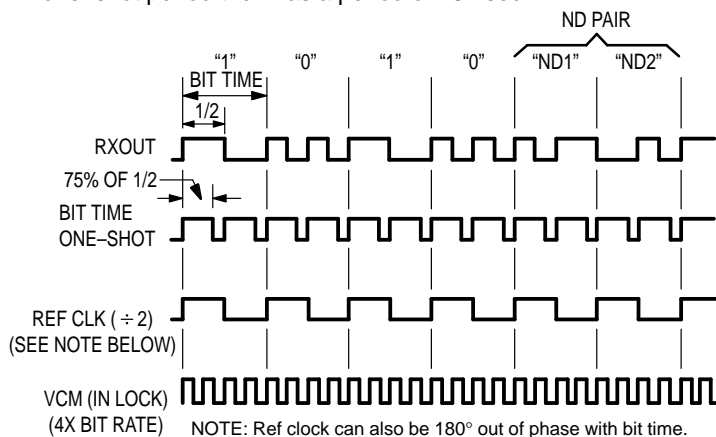 ND PAIR
“1” “0” “1” “0” “ND1” “ND2”
BIT TIME
1/2
RXOUT
75% OF 1/2
BIT TIME
ONE–SHOT
REF CLK ( ÷ 2)
(SEE NOTE BELOW)
VCM (IN LOCK)
(4X BIT RATE) NOTE: Ref clock can also be 180° out of phase with bit time.